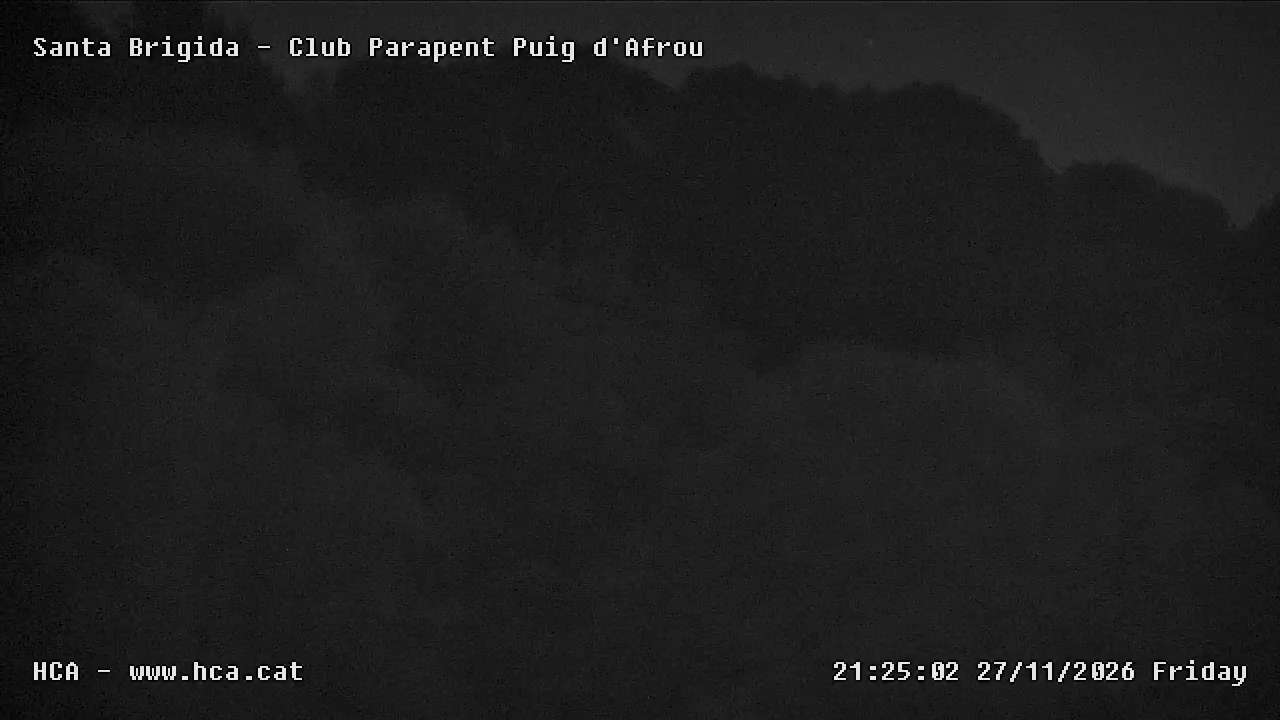 Santa Brigida - Club Parapent Puig d'Afrou
HCA - www.hca.cat
21:25:02 27/11/2026 Friday